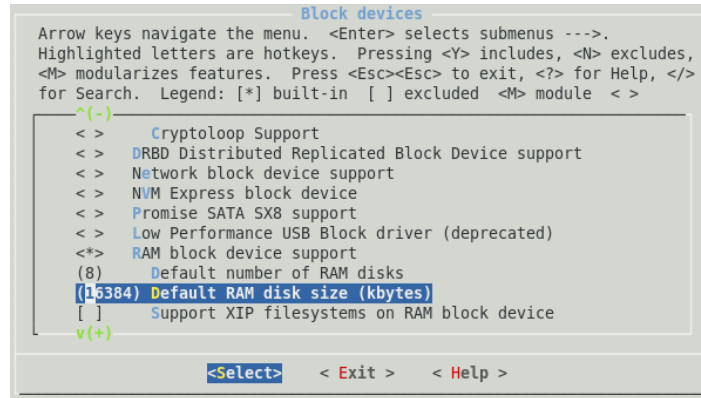 Block devices
Arrow keys navigate the menu.  <Enter> selects submenus --->.
Highlighted letters are hotkeys.  Pressing <Y> includes, <N> excludes,
<M> modularizes features.  Press <Esc><Esc> to exit, <?> for Help, </>
for Search.  Legend: [*] built-in  [ ] excluded  <M> module  < >
^(-)
< >     Cryptoloop Support
< >   DRBD Distributed Replicated Block Device support
< >   Network block device support
< >   NVM Express block device
< >   Promise SATA SX8 support
< >   Low Performance USB Block driver (deprecated)
<*>   RAM block device support
(8)     Default number of RAM disks
(16384) Default RAM disk size (kbytes)
[ ]     Support XIP filesystems on RAM block device
v(+)
<Select>    < Exit >    < Help >